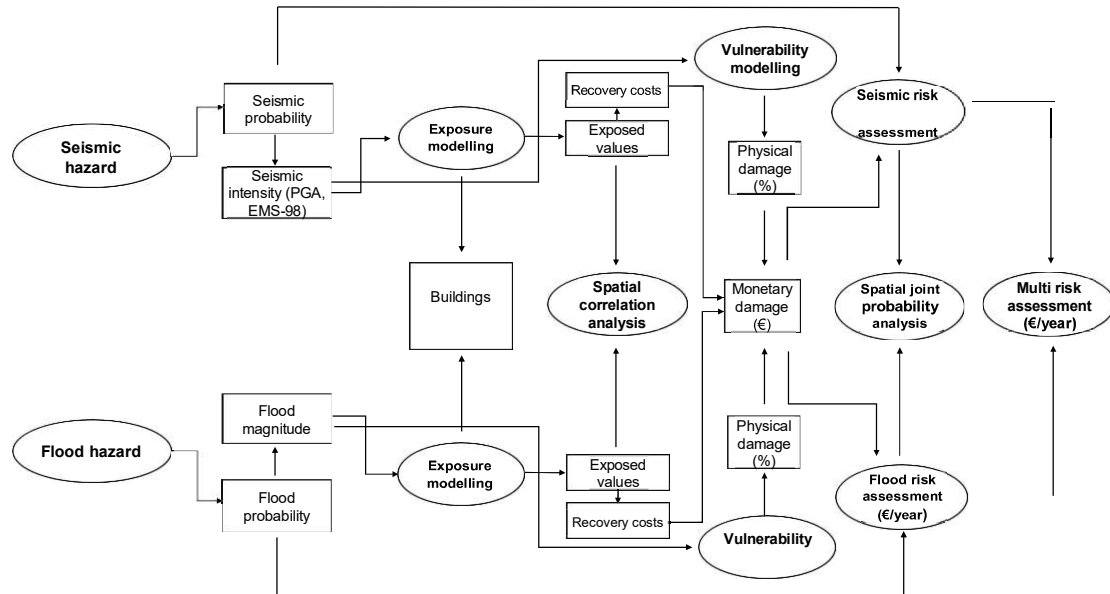 Vulnerability
modelling
Seismic
probability
Recovery costs
Seismic risk
assessment
Exposure
modelling
Exposed
values
Seismic
hazard
Physical
damage
(%)
Seismic
intensity (PGA,
EMS-98)
Buildings
Spatial
correlation
analysis
Monetary
damage
(€)
Spatial joint
probability
analysis
Multi risk
assessment
(€/year)
Flood
magnitude
Flood hazard
Physical
damage
(%)
Exposure
modelling
Exposed
values
Flood risk
assessment
(€/year)
Flood
probability
Recovery costs
Vulnerability